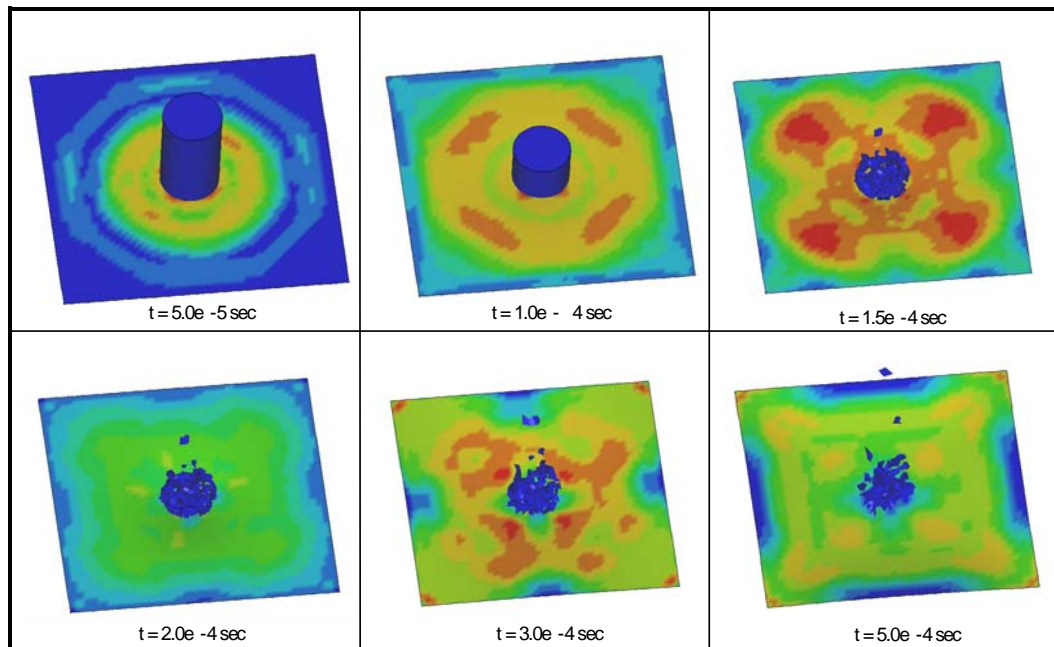 t = 5.0e -5 sec
t = 1.0e - 4 sec
t = 1.5e -4 sec
t = 2.0e -4 sec
t = 3.0e -4 sec
t = 5.0e -4 sec